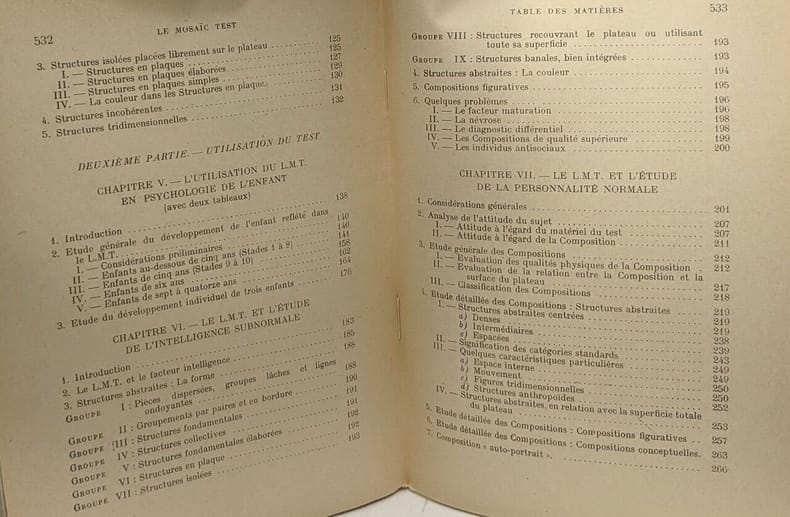 532
LE MOSAÏC TEST
3. Structures isolées placées librement sur le plateau ........... 125
I. — Structures en plaques ........... 125
II. — Structures en plaques élaborées ........... 127
III. — Structures en plaques simples ........... 129
IV. — La couleur dans les Structures en plaque ........... 130
4. Structures incohérentes ........... 131
5. Structures tridimensionnelles ........... 132
DEUXIÈME PARTIE. — UTILISATION DU TEST
CHAPITRE V. — L'UTILISATION DU L.M.T.
EN PSYCHOLOGIE DE L'ENFANT
(avec deux tableaux)
1. Introduction ........... 138
2. Etude générale du développement de l'enfant reflété dans
le L.M.T. ........... 140
I. — Considérations préliminaires ........... 140
II. — Enfants au-dessous de cinq ans (Stades 1 à 8) ........... 141
III. — Enfants de cinq ans (Stades 9 à 10) ........... 158
IV. — Enfants de six ans ........... 162
V. — Enfants de sept à quatorze ans ........... 164
3. Etude du développement individuel de trois enfants ........... 176
CHAPITRE VI. — LE L.M.T. ET L'ÉTUDE
DE L'INTELLIGENCE SUBNORMALE
1. Introduction ........... 183
2. Le L.M.T. et le facteur intelligence ........... 185
3. Structures abstraites : La forme ........... 188
GROUPE I : Pièces dispersées, groupes lâches et lignes
ondoyantes ........... 188
GROUPE II : Groupements par paires et en bordure ........... 190
GROUPE III : Structures fondamentales ........... 191
GROUPE IV : Structures collectives ........... 191
GROUPE V : Structures fondamentales élaborées ........... 192
GROUPE VI : Structures en plaque ........... 192
GROUPE VII : Structures isolées ........... 193
TABLE DES MATIÈRES
533
GROUPE VIII : Structures recouvrant le plateau ou utilisant
toute sa superficie ........... 193
GROUPE IX : Structures banales, bien intégrées ........... 193
4. Structures abstraites : La couleur ........... 194
5. Compositions figuratives ........... 195
6. Quelques problèmes ........... 196
I. — Le facteur maturation ........... 196
II. — La névrose ........... 198
III. — Le diagnostic différentiel ........... 198
IV. — Les Compositions de qualité supérieure ........... 199
V. — Les individus antisociaux ........... 200
CHAPITRE VII. — LE L.M.T. ET L'ÉTUDE
DE LA PERSONNALITÉ NORMALE
1. Considérations générales ........... 201
2. Analyse de l'attitude du sujet ........... 207
I. — Attitude à l'égard du matériel du test ........... 207
II. — Attitude à l'égard de la Composition ........... 211
3. Etude générale des Compositions ........... 212
I. — Evaluation des qualités physiques de la Composition . 212
II. — Evaluation de la relation entre la Composition et la
surface du plateau ........... 217
III. — Classification des Compositions ........... 218
4. Etude détaillée des Compositions : Structures abstraites 219
I. — Structures abstraites centrées ........... 219
a) Denses ........... 219
b) Intermédiaires ........... 238
c) Espacées ........... 239
II. — Signification des catégories standards ........... 243
III. — Quelques caractéristiques particulières ........... 249
a) Espace interne ........... 249
b) Mouvement ........... 250
c) Figures tridimensionnelles ........... 250
d) Structures anthropoïdes ........... 252
IV. — Structures abstraites, en relation avec la superficie totale
du plateau ........... 253
5. Etude détaillée des Compositions : Compositions figuratives .. 257
6. Etude détaillée des Compositions : Compositions conceptuelles. 263
7. Composition « auto-portrait ». ........... 266